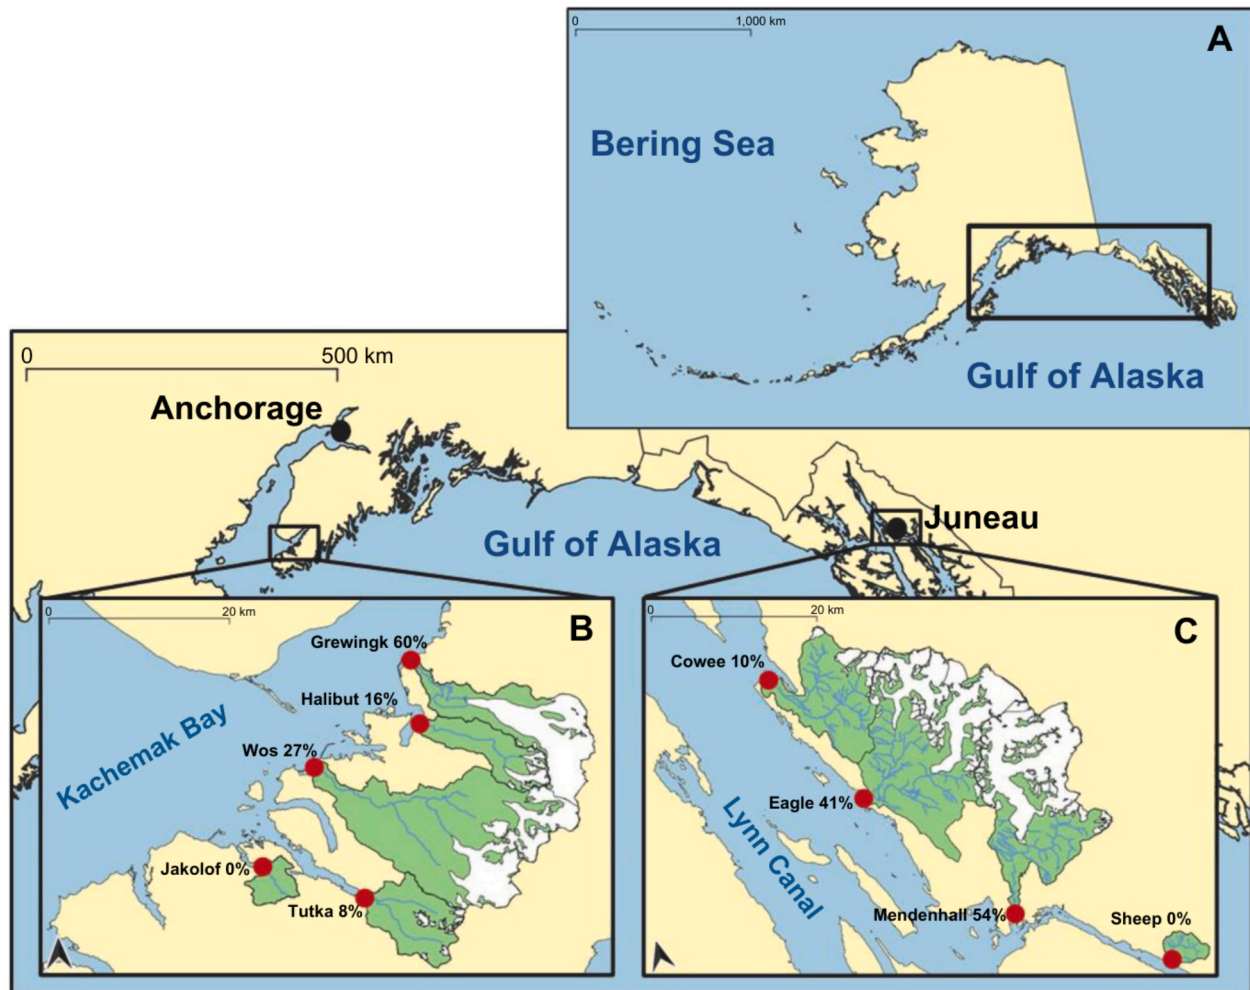 0 1,000 km
A
Bering Sea
Gulf of Alaska
0 500 km
Anchorage
Gulf of Alaska
Juneau
0 20 km
B
Grewingk 60%
Halibut 16%
Wos 27%
Kachemak Bay
Jakolof 0%
Tutka 8%
0 20 km
C
Cowee 10%
Eagle 41%
Lynn Canal
Mendenhall 54%
Sheep 0%